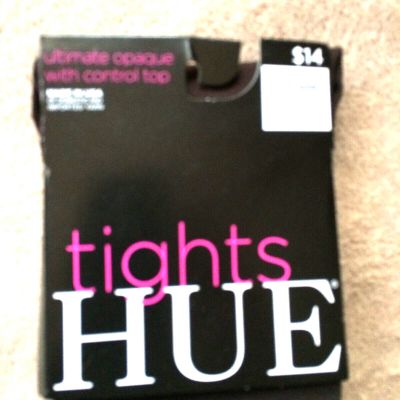 ultimate opaque
with control top
$14
tights
HUE®